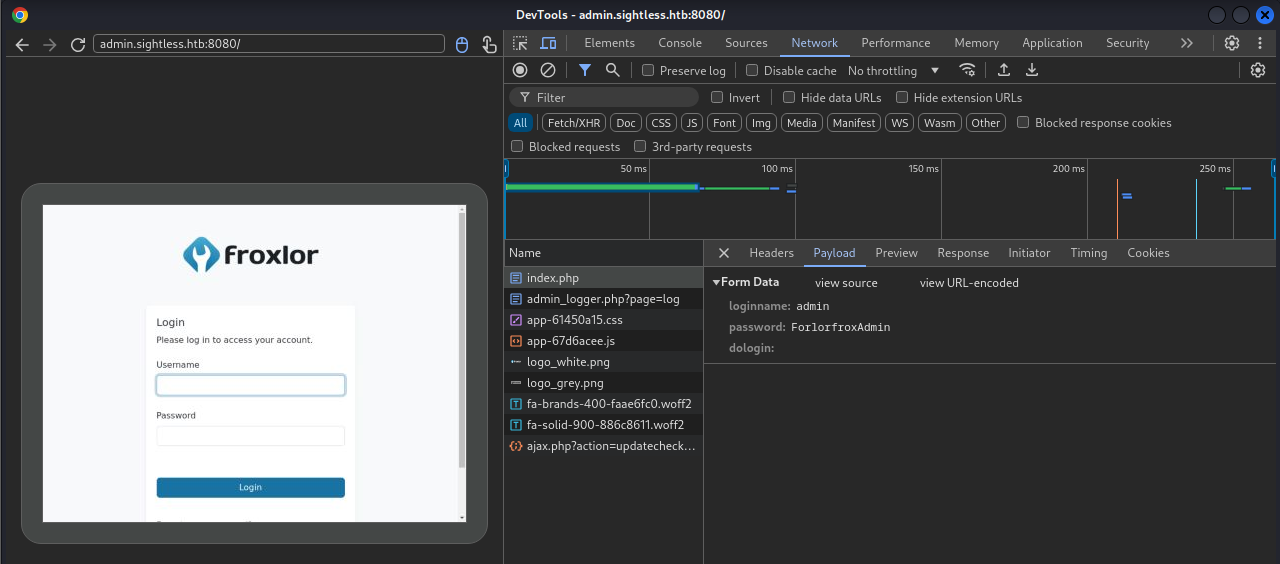 DevTools - admin.sightless.htb:8080/
admin.sightless.htb:8080/
Elements Console Sources Network Performance Memory Application Security
Preserve log Disable cache No throttling
Filter Invert Hide data URLs Hide extension URLs
All Fetch/XHR Doc CSS JS Font Img Media Manifest WS Wasm Other Blocked response cookies
Blocked requests 3rd-party requests
50 ms 100 ms 150 ms 200 ms 250 ms
froxlor
Login
Please log in to access your account.
Username
Password
Login
Name
index.php
admin_logger.php?page=log
app-61450a15.css
app-67d6acee.js
logo_white.png
logo_grey.png
fa-brands-400-faae6fc0.woff2
fa-solid-900-886c8611.woff2
ajax.php?action=updatecheck…
Headers Payload Preview Response Initiator Timing Cookies
Form Data view source view URL-encoded
loginname: admin
password: ForlorfroxAdmin
dologin: